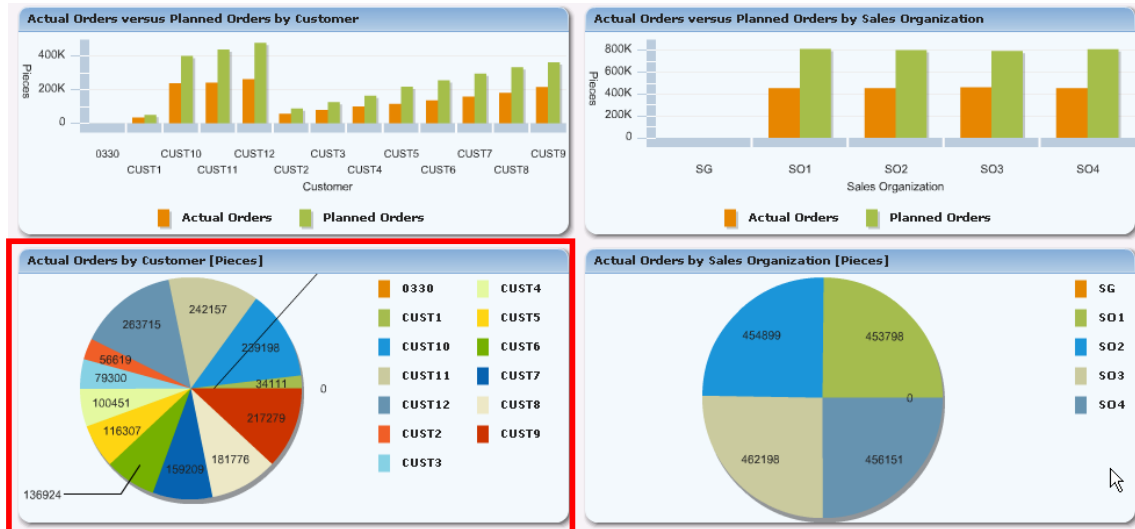 Actual Orders versus Planned Orders by Customer
400K
200K
0
Pieces
0330 CUST10 CUST12 CUST3 CUST5 CUST7 CUST9
CUST1 CUST11 CUST2 CUST4 CUST6 CUST8
Customer
Actual Orders Planned Orders
Actual Orders versus Planned Orders by Sales Organization
800K
600K
400K
200K
0
Pieces
SG SO1 SO2 SO3 SO4
Sales Organization
Actual Orders Planned Orders
Actual Orders by Customer [Pieces]
242157
263715
239198
56619
34111
0
79300
217279
100451
116307
181776
159209
136924
0330 CUST4
CUST1 CUST5
CUST10 CUST6
CUST11 CUST7
CUST12 CUST8
CUST2 CUST9
CUST3
Actual Orders by Sales Organization [Pieces]
454899 453798
0
462198 456151
SG
SO1
SO2
SO3
SO4